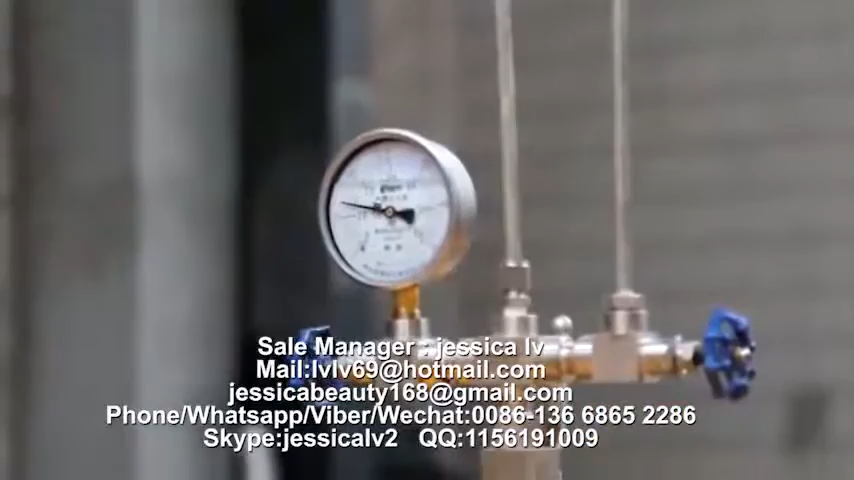 Sale Manager : jessica lv
Mail:lvlv69@hotmail.com
jessicabeauty168@gmail.com
Phone/Whatsapp/Viber/Wechat:0086-136 6865 2286
Skype:jessicalv2 QQ:1156191009